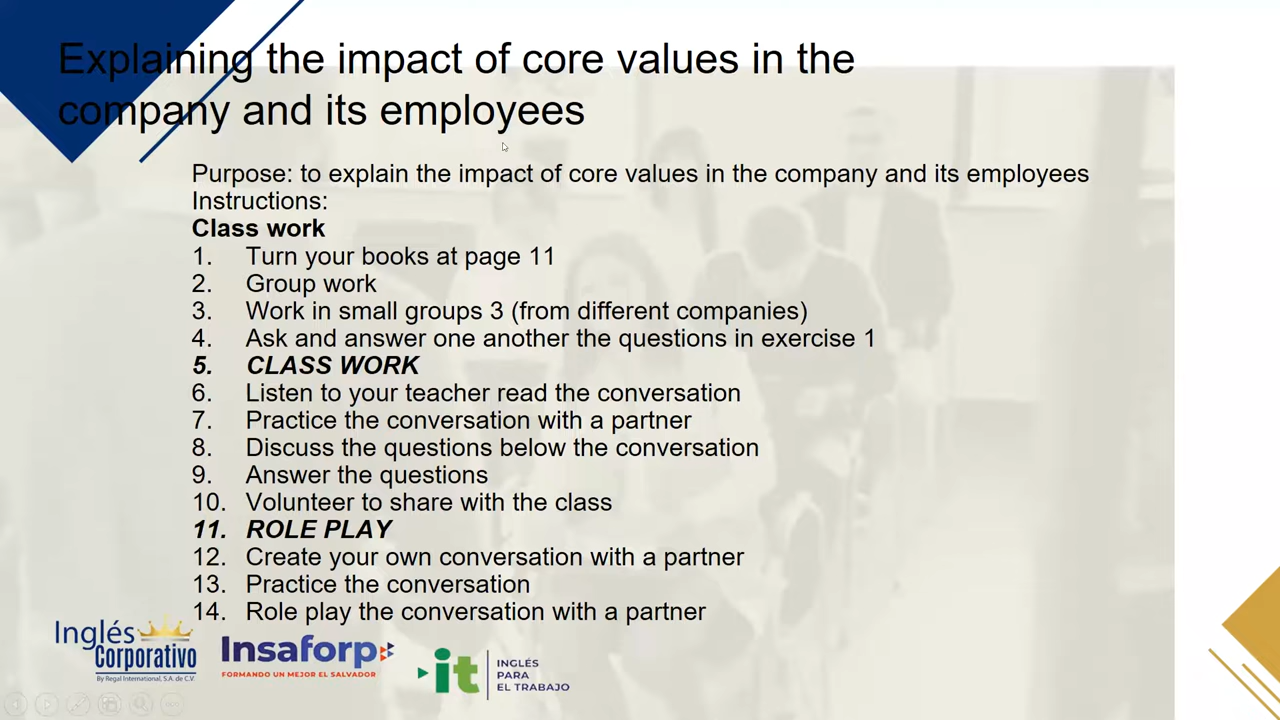 Explaining the impact of core values in the
company and its employees
Purpose: to explain the impact of core values in the company and its employees
Instructions:
Class work
1. Turn your books at page 11
2. Group work
3. Work in small groups 3 (from different companies)
4. Ask and answer one another the questions in exercise 1
5. CLASS WORK
6. Listen to your teacher read the conversation
7. Practice the conversation with a partner
8. Discuss the questions below the conversation
9. Answer the questions
10. Volunteer to share with the class
11. ROLE PLAY
12. Create your own conversation with a partner
13. Practice the conversation
14. Role play the conversation with a partner
Inglés
Corporativo
By Regal International, S.A. de C.V.
Insaforp
FORMANDO UN MEJOR EL SALVADOR
it
INGLÉS
PARA
EL TRABAJO